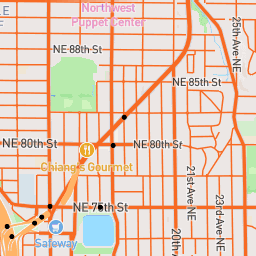 Northwest
Puppet Center
25th Ave NE
NE 88th St
NE 85th St
NE 80th St
NE 80th St
Chiang's Gourmet
21st Ave NE
23rd Ave
NE 75th St
20th
Safeway